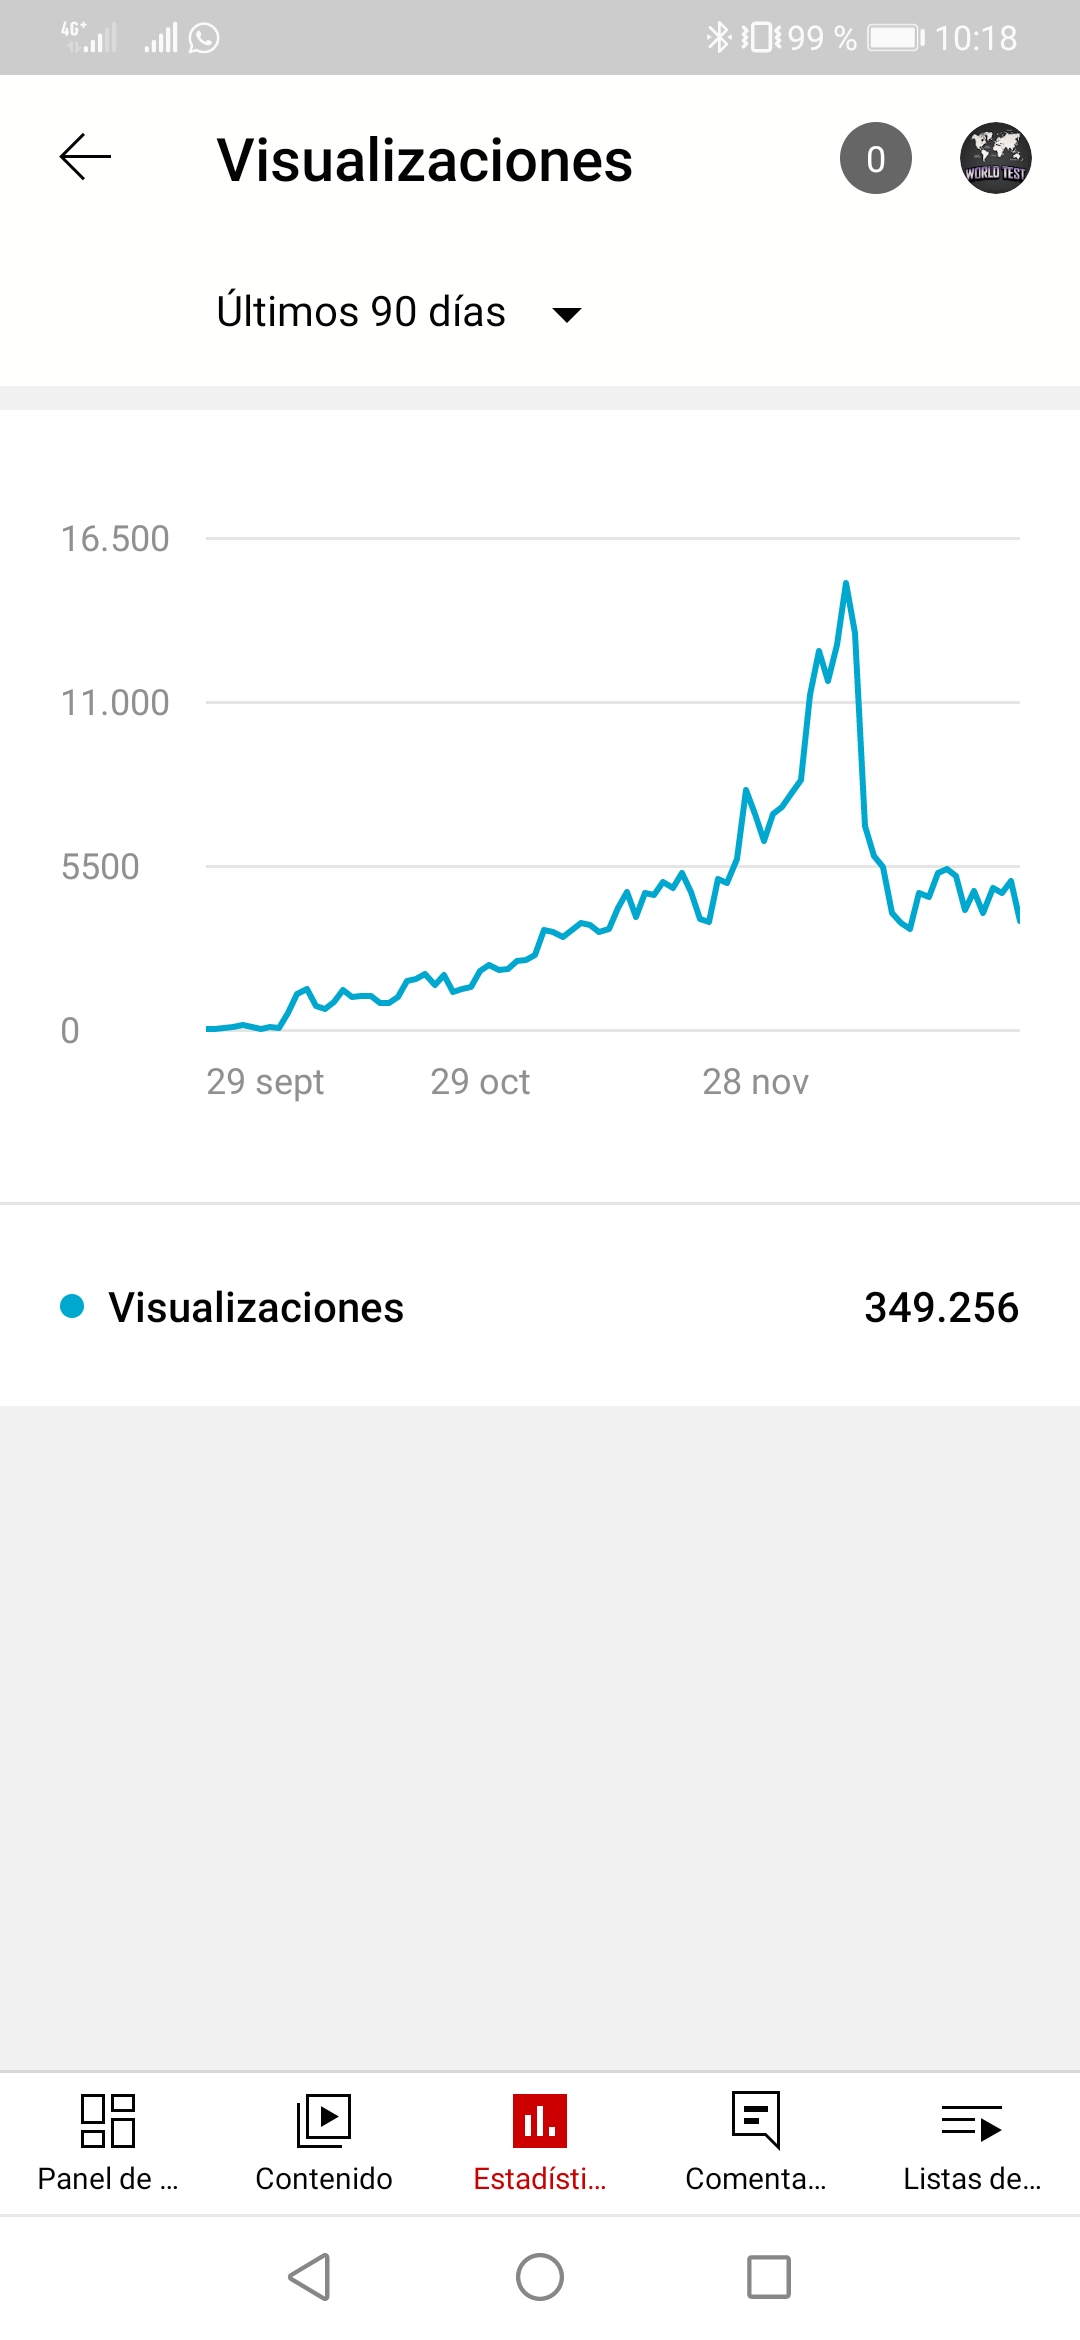 4G+ 99 % 10:18
Visualizaciones 0
WORLD TEST
Últimos 90 días
16.500
11.000
5500
0
29 sept 29 oct 28 nov
Visualizaciones 349.256
Panel de ... Contenido Estadísti... Comenta... Listas de...